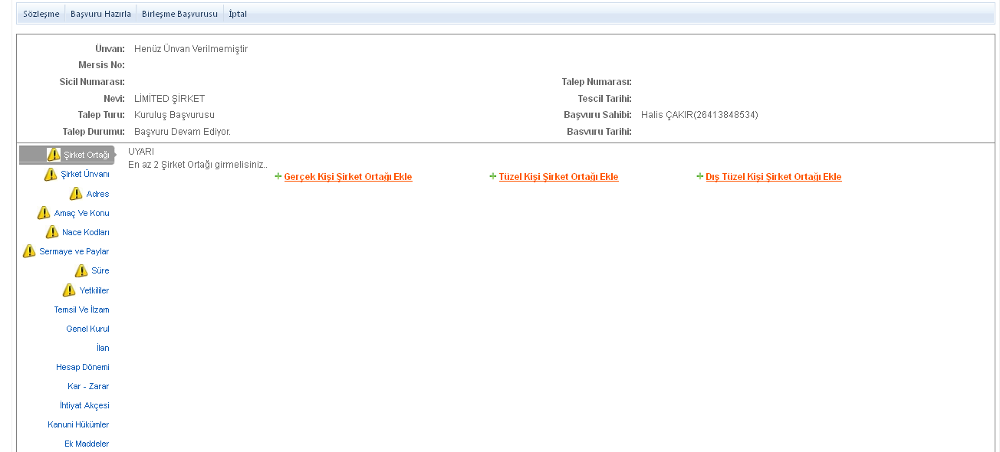 Sözleşme Başvuru Hazırla Birleşme Başvurusu İptal
Ünvan: Henüz Ünvan Verilmemiştir
Mersis No:
Sicil Numarası: Talep Numarası:
Nevi: LİMİTED ŞİRKET Tescil Tarihi:
Talep Turu: Kuruluş Başvurusu Başvuru Sahibi: Halis ÇAKIR(26413848534)
Talep Durumu: Başvuru Devam Ediyor. Basvuru Tarihi:
Şirket Ortağı UYARI
En az 2 Şirket Ortağı girmelisiniz..
Şirket Ünvanı + Gerçek Kişi Şirket Ortağı Ekle + Tüzel Kişi Şirket Ortağı Ekle + Dış Tüzel Kişi Şirket Ortağı Ekle
Adres
Amaç Ve Konu
Nace Kodları
Sermaye ve Paylar
Süre
Yetkililer
Temsil Ve İlzam
Genel Kurul
İlan
Hesap Dönemi
Kar - Zarar
İhtiyat Akçesi
Kanuni Hükümler
Ek Maddeler